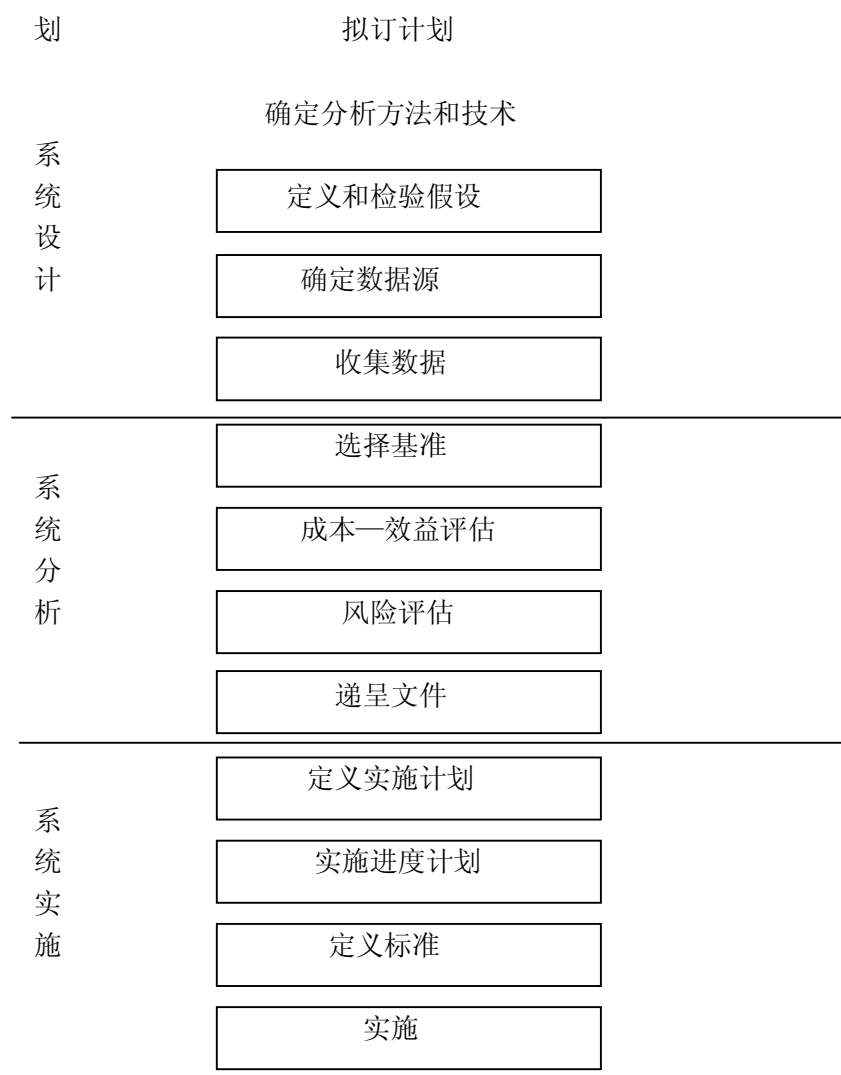 划 拟订计划
确定分析方法和技术
系统设计
定义和检验假设
确定数据源
收集数据
系统分析
选择基准
成本—效益评估
风险评估
递呈文件
系统实施
定义实施计划
实施进度计划
定义标准
实施